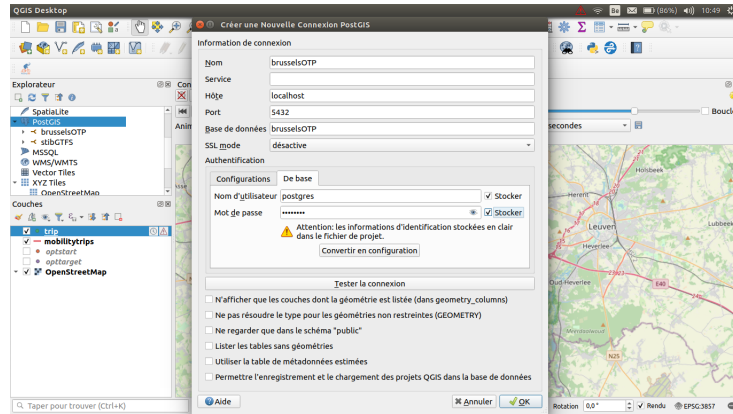 QGIS Desktop
Be
(86%)
10:49
Créer une Nouvelle Connexion PostGIS
Information de connexion
Nom
brusselsOTP
Service
Hôte
localhost
Port
5432
Base de données
brusselsOTP
SSL mode
désactive
Authentification
Configurations
De base
Nom d'utilisateur
postgres
Stocker
Mot de passe
••••••••
Stocker
Attention: les informations d'identification stockées en clair
dans le fichier de projet.
Convertir en configuration
Tester la connexion
N'afficher que les couches dont la géométrie est listée (dans geometry_columns)
Ne pas résoudre le type pour les géométries non restreintes (GEOMETRY)
Ne regarder que dans le schéma "public"
Lister les tables sans géométries
Utiliser la table de métadonnées estimées
Permettre l'enregistrement et le chargement des projets QGIS dans la base de données
Aide
Annuler
OK
Explorateur
SpatiaLite
PostGIS
brusselsOTP
stibGTFS
MSSQL
WMS/WMTS
Vector Tiles
XYZ Tiles
OpenStreetMap
Couches
trip
mobilitytrips
optstart
opttarget
OpenStreetMap
Taper pour trouver (Ctrl+K)
Con
Anim
Boucle
secondes
Holsbeek
Herent
Leuven
Lubbeek
Heverlee
Oud-Heverlee
E40
Meerdaalwoud
N25
Rotation
0,0 °
Rendu
EPSG:3857